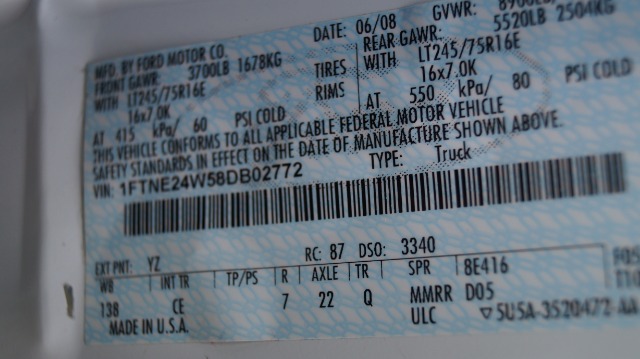 MFD. BY FORD MOTOR CO.
DATE: 06/08 GVWR:
FRONT GAWR: 3700LB 1678KG
REAR GAWR: 5520LB 2504KG
WITH LT245/75R16E TIRES WITH LT245/75R16E
16x7.0K RIMS 16x7.0K
AT 415 kPa/ 60 PSI COLD AT 550 kPa/ 80 PSI COLD
THIS VEHICLE CONFORMS TO ALL APPLICABLE FEDERAL MOTOR VEHICLE
SAFETY STANDARDS IN EFFECT ON THE DATE OF MANUFACTURE SHOWN ABOVE.
VIN: 1FTNE24W58DB02772 TYPE: Truck
EXT PNT: YZ RC: 87 DSO: 3340
WB INT TR TP/PS R AXLE TR SPR 8E416
138 CE 7 22 Q MMRR D05
MADE IN U.S.A. ULC ▽5U5A-3520472-AA